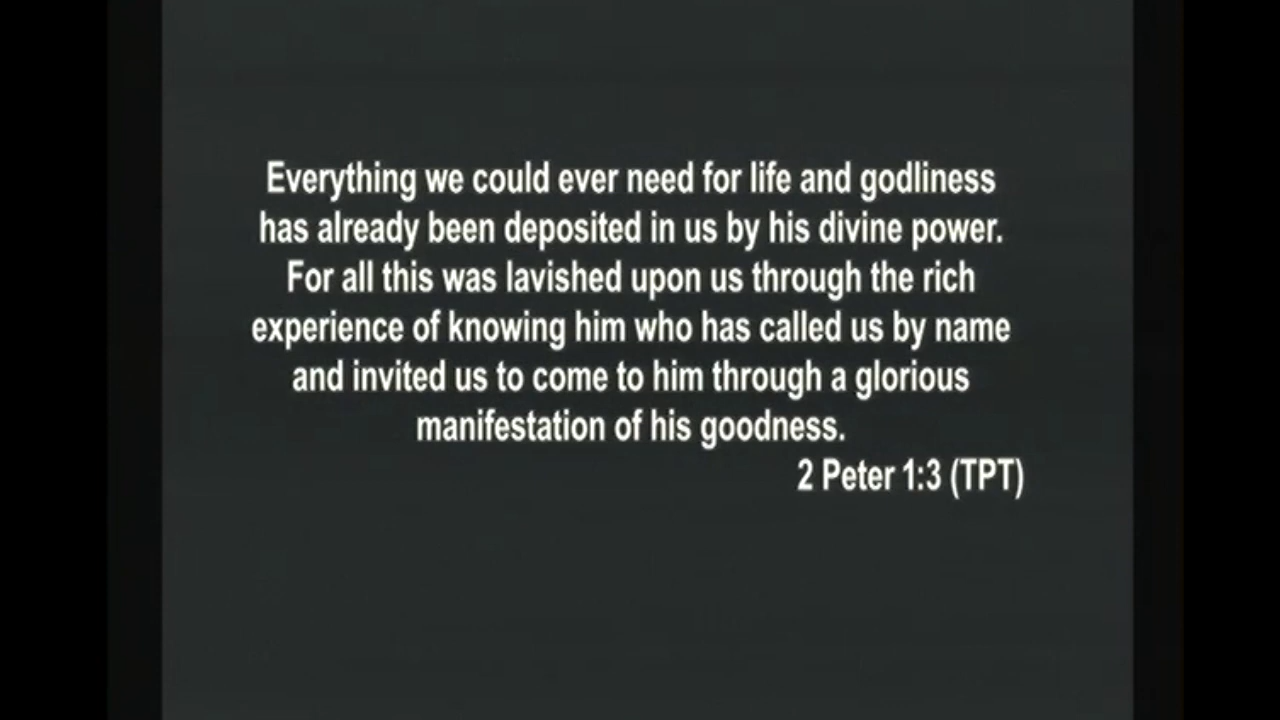 Everything we could ever need for life and godliness
has already been deposited in us by his divine power.
For all this was lavished upon us through the rich
experience of knowing him who has called us by name
and invited us to come to him through a glorious
manifestation of his goodness.
2 Peter 1:3 (TPT)